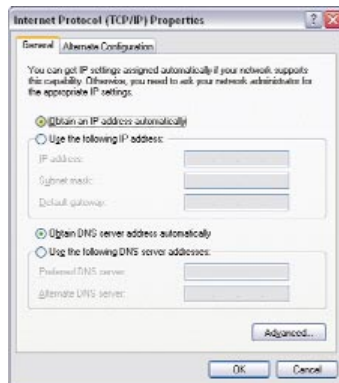 Internet Protocol (TCP/IP) Properties
General
Alternate Configuration
You can get IP settings assigned automatically if your network supports
this capability. Otherwise, you need to ask your network administrator for
the appropriate IP settings.
Obtain an IP address automatically
Use the following IP address:
IP address:
Subnet mask:
Default gateway:
Obtain DNS server address automatically
Use the following DNS server addresses:
Preferred DNS server:
Alternate DNS server:
Advanced...
OK
Cancel